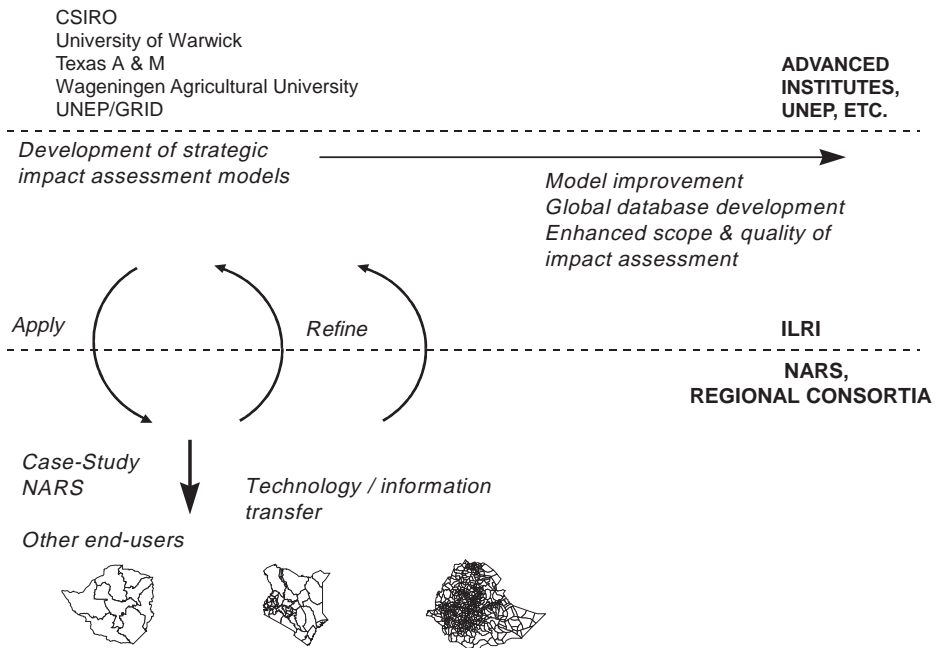 CSIRO
University of Warwick
Texas A & M
Wageningen Agricultural University
UNEP/GRID
ADVANCED
INSTITUTES,
UNEP, ETC.
Development of strategic
impact assessment models
Model improvement
Global database development
Enhanced scope & quality of
impact assessment
Apply
Refine
ILRI
NARS,
REGIONAL CONSORTIA
Case-Study
NARS
Technology / information
transfer
Other end-users